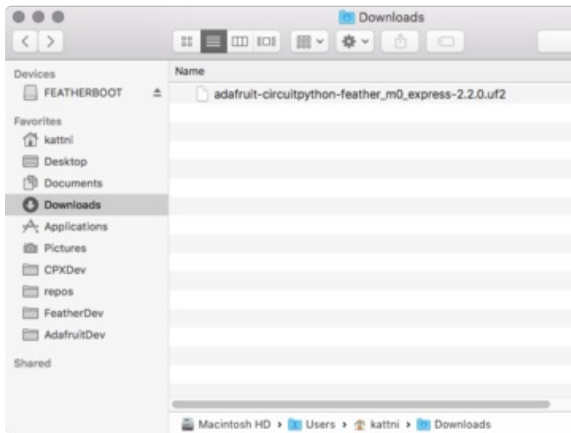 Downloads
Devices
FEATHERBOOT
Favorites
kattni
Desktop
Documents
Downloads
Applications
Pictures
CPXDev
repos
FeatherDev
AdafruitDev
Shared
Name
adafruit-circuitpython-feather_m0_express-2.2.0.uf2
Macintosh HD › Users › kattni › Downloads